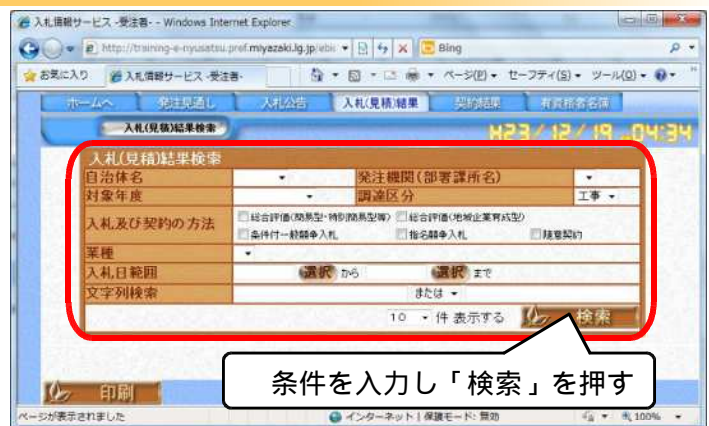 入札情報サービス -受注者- - Windows Internet Explorer
http://training-e-nyusatsu.pref.miyazaki.lg.jp/ebic
Bing
お気に入り
入札情報サービス -受注者-
ページ(P)
セーフティ(S)
ツール(O)
ホームへ
発注見通し
入札公告
入札(見積)結果
契約結果
有資格者名簿
入札(見積)結果検索
H23/12/19 04:34
入札(見積)結果検索
自治体名
発注機関(部署課所名)
対象年度
調達区分
工事
入札及び契約の方法
総合評価(簡易型・特別簡易型等)
総合評価(地域企業育成型)
条件付一般競争入札
指名競争入札
随意契約
業種
入札日範囲
選択 から
選択 まで
文字列検索
または
10 件 表示する
検索
条件を入力し「検索」を押す
印刷
ページが表示されました
インターネット | 保護モード: 無効
100%